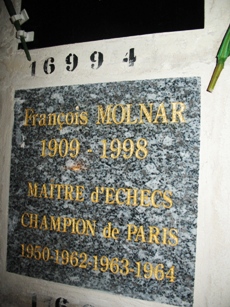 16994
François MOLNAR
1909-1998
MAITRE d'ECHECS
CHAMPION de PARIS
1950-1962-1963-1964